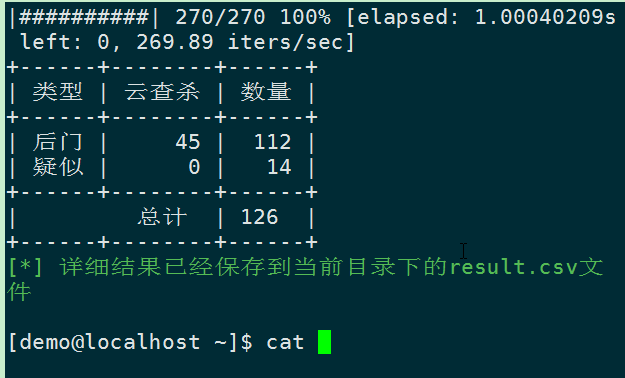 |##########| 270/270 100% [elapsed: 1.00040209s
left: 0, 269.89 iters/sec]
+------+--------+------+
| 类型 | 云查杀 | 数量 |
+------+--------+------+
| 后门 |     45 |  112 |
| 疑似 |      0 |   14 |
+------+--------+------+
|         总计  | 126  |
+------+--------+------+
[*] 详细结果已经保存到当前目录下的result.csv文
件
[demo@localhost ~]$ cat